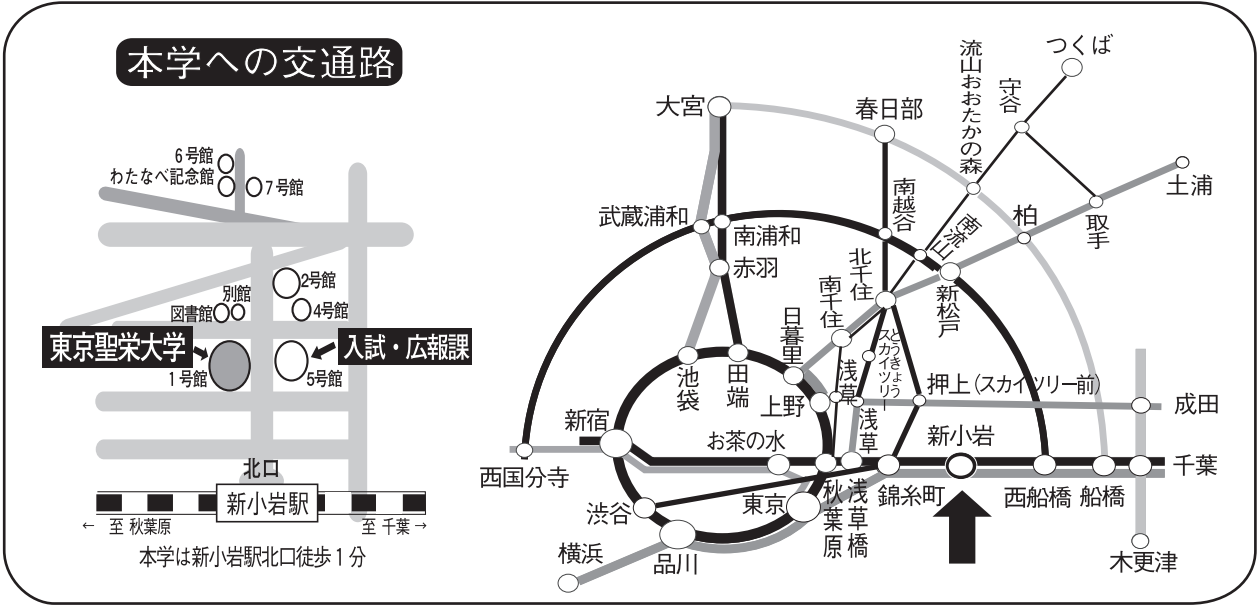 本学への交通路
6号館
わたなべ記念館
7号館
2号館
別館
図書館
4号館
東京聖栄大学
入試・広報課
1号館
5号館
北口
新小岩駅
← 至 秋葉原
至 千葉 →
本学は新小岩駅北口徒歩1分
大宮
春日部
流山おおたかの森
守谷
つくば
土浦
武蔵浦和
南浦和
南越谷
南流山
柏
取手
赤羽
北千住
新松戸
南千住
日暮里
とうきょう
スカイツリー
池袋
田端
上野
浅草
浅草
押上(スカイツリー前)
成田
新宿
お茶の水
新小岩
千葉
西国分寺
渋谷
東京
秋葉原
浅草橋
錦糸町
西船橋
船橋
横浜
品川
木更津